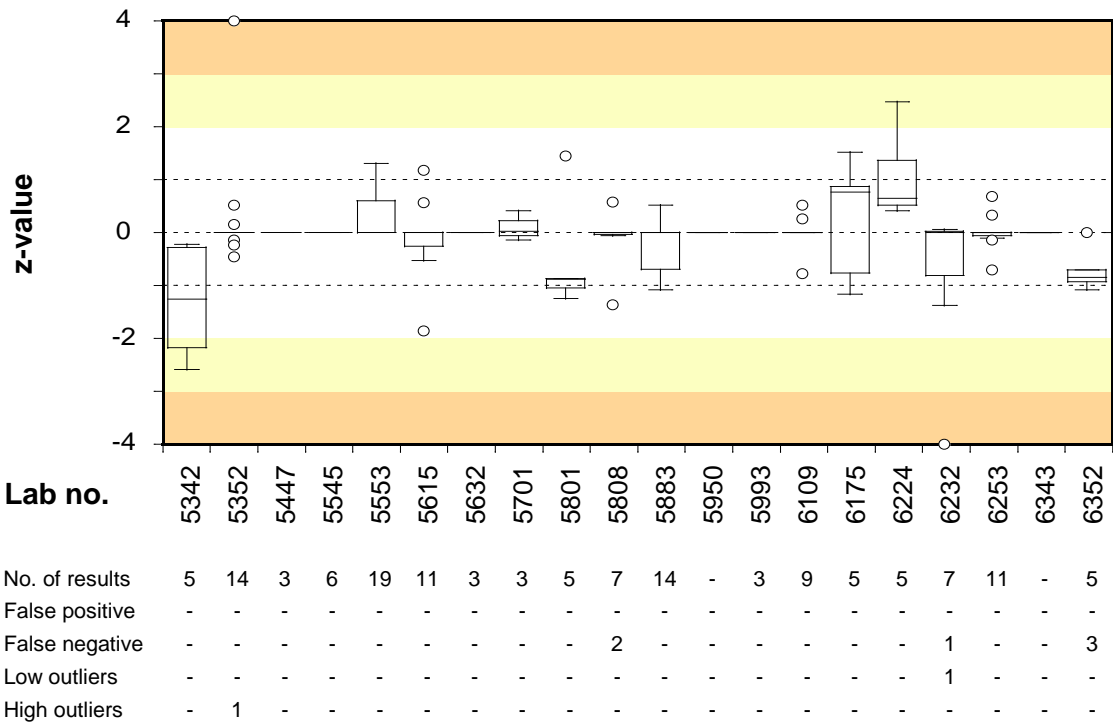 4
2
z-value
0
-2
-4
Lab no. 5342 5352 5447 5545 5553 5615 5632 5701 5801 5808 5883 5950 5993 6109 6175 6224 6232 6253 6343 6352
No. of results 5 14 3 6 19 11 3 3 5 7 14 - 3 9 5 5 7 11 - 5
False positive - - - - - - - - - - - - - - - - - - - -
False negative - - - - - - - - - 2 - - - - - - 1 - - 3
Low outliers - - - - - - - - - - - - - - - - 1 - - -
High outliers - 1 - - - - - - - - - - - - - - - - - -